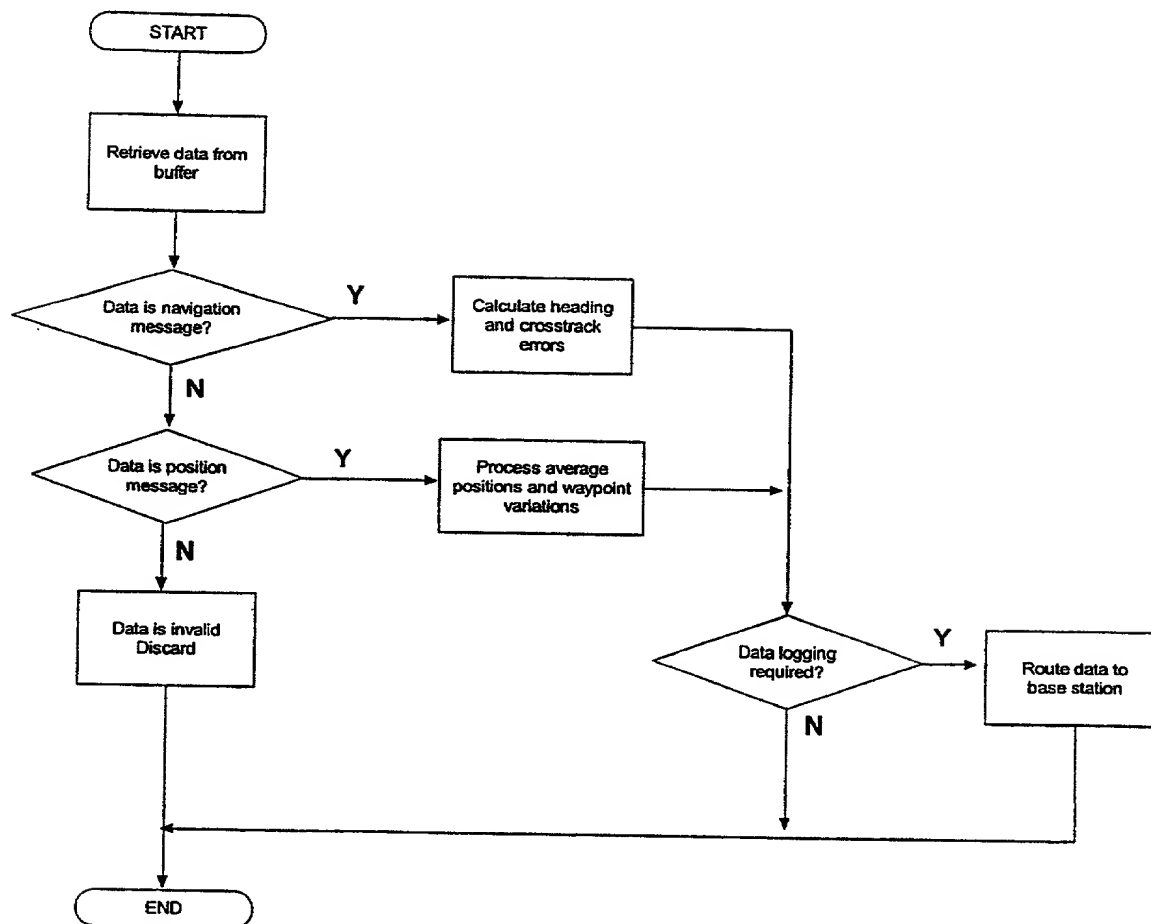 START
Retrieve data from
buffer
Data is navigation
message?
Y
Calculate heading
and crosstrack
errors
N
Data is position
message?
Y
Process average
positions and waypoint
variations
N
Data is invalid
Discard
Data logging
required?
Y
Route data to
base station
N
END